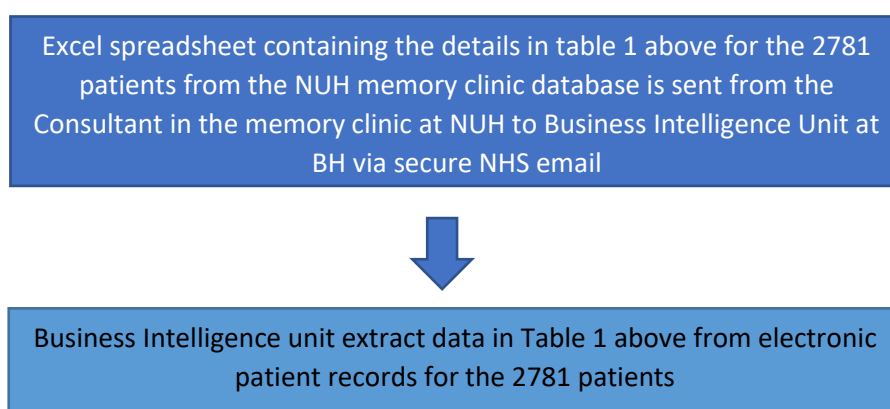 Excel spreadsheet containing the details in table 1 above for the 2781
patients from the NUH memory clinic database is sent from the
Consultant in the memory clinic at NUH to Business Intelligence Unit at
BH via secure NHS email
Business Intelligence unit extract data in Table 1 above from electronic
patient records for the 2781 patients